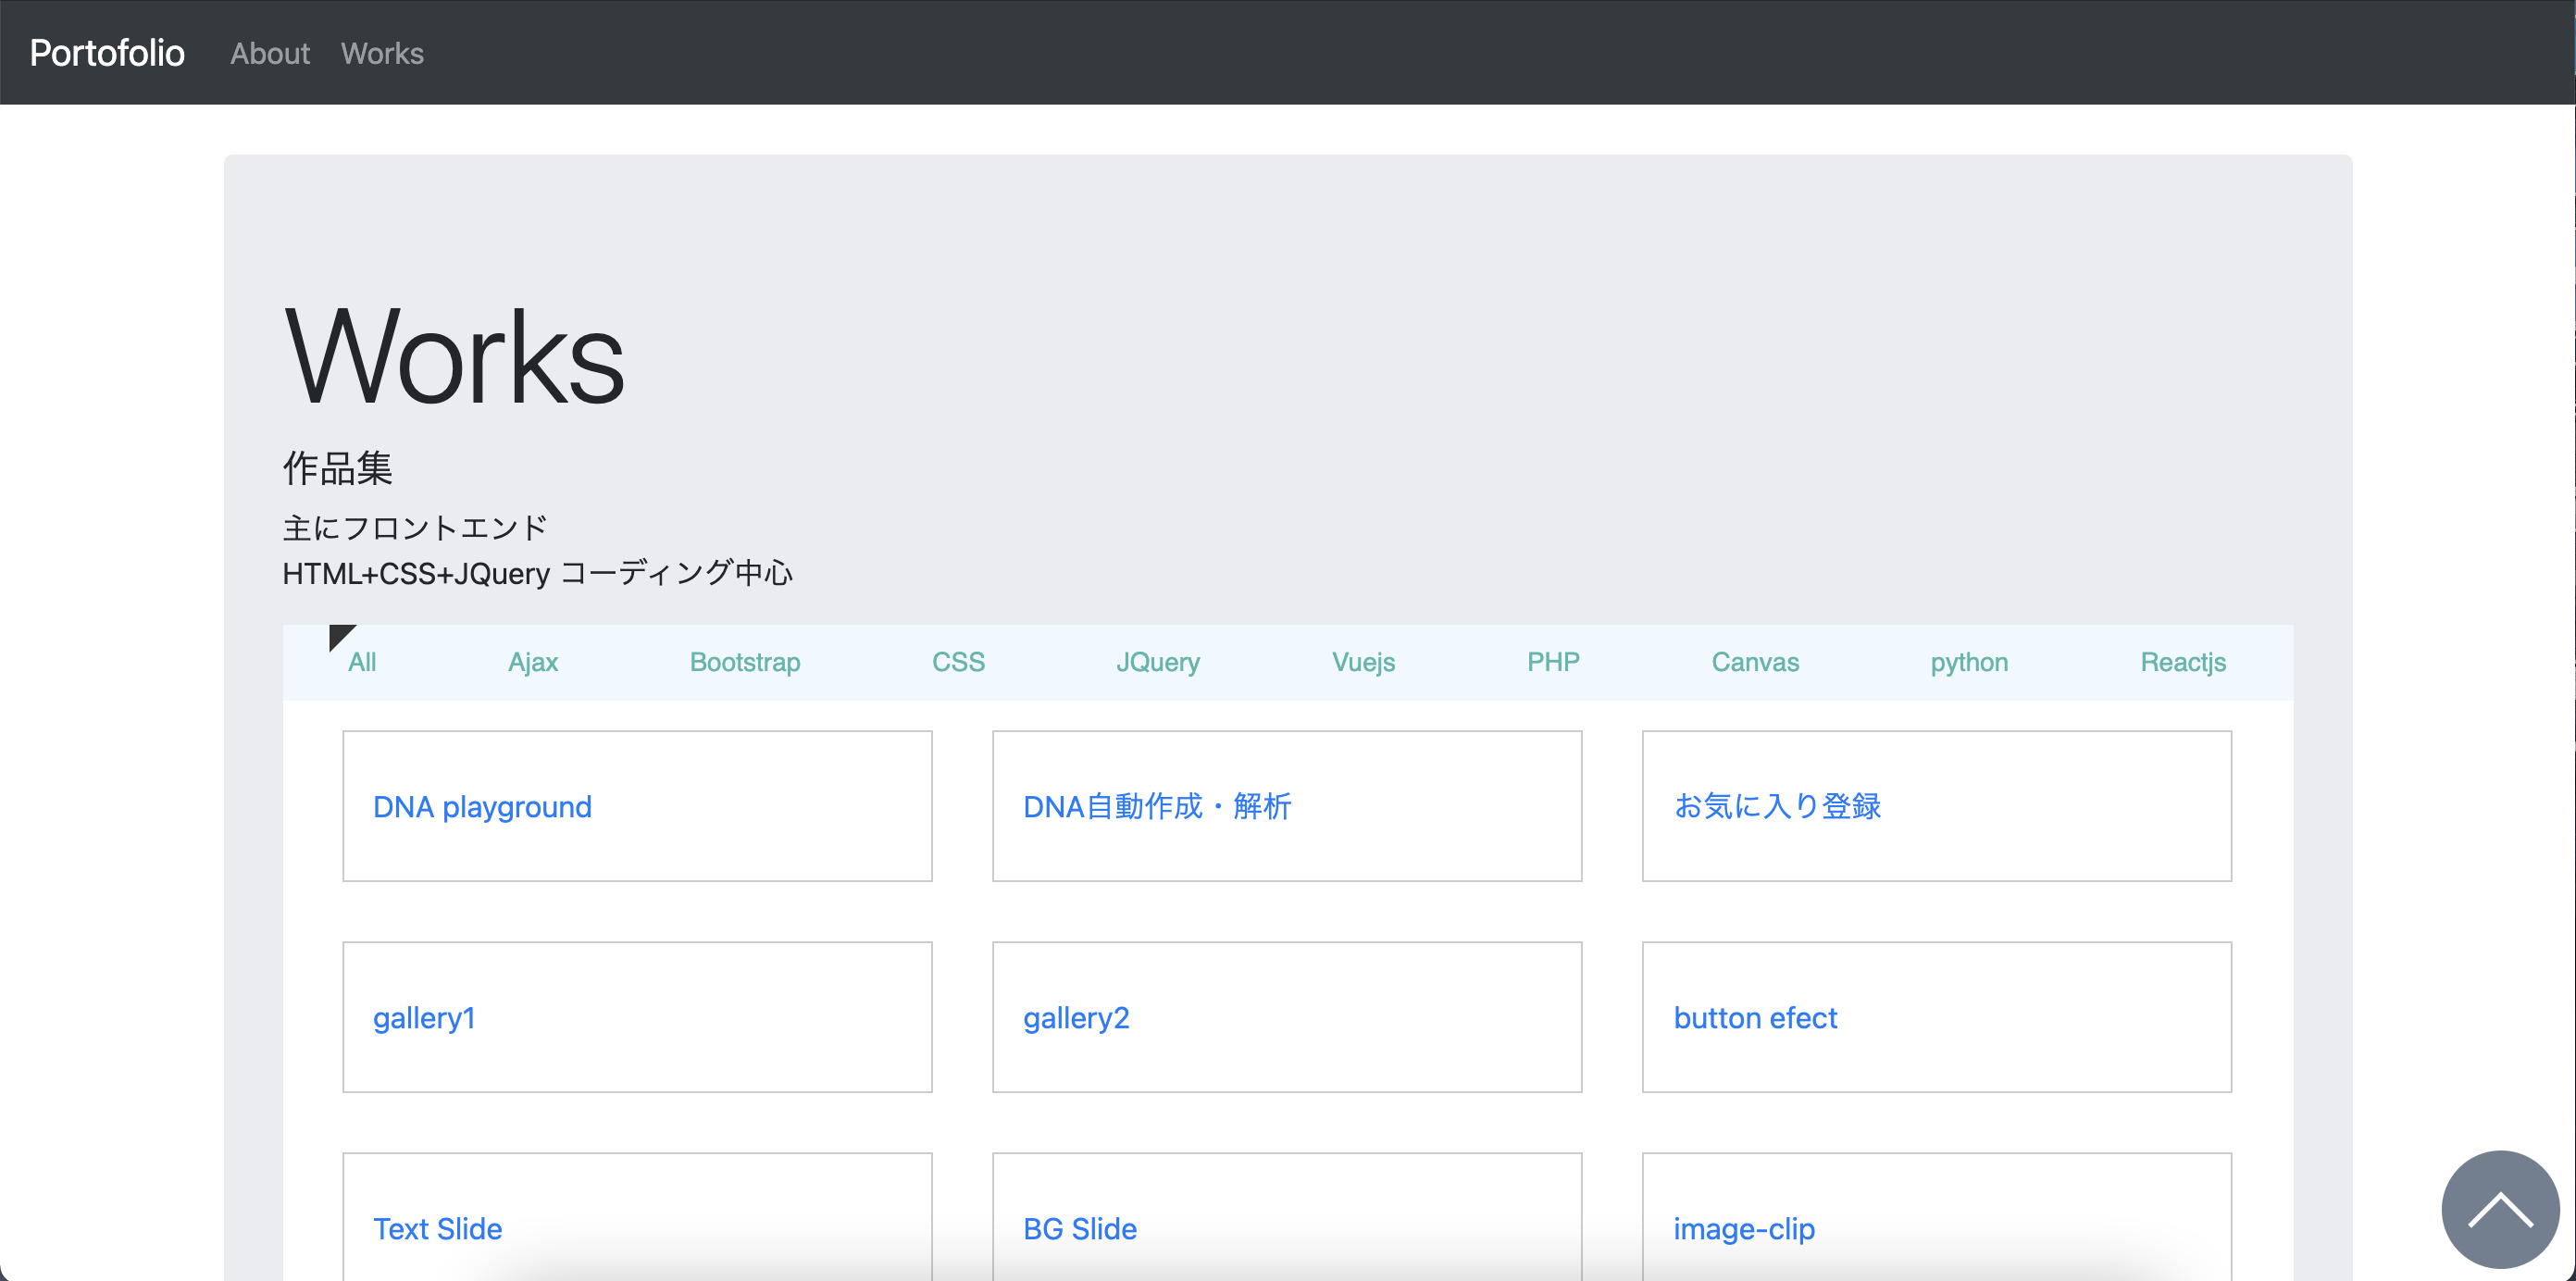 Portofolio About Works
Works
作品集
主にフロントエンド
HTML+CSS+JQuery コーディング中心
All Ajax Bootstrap CSS JQuery Vuejs PHP Canvas python Reactjs
DNA playground DNA自動作成・解析 お気に入り登録
gallery1 gallery2 button efect
Text Slide BG Slide image-clip